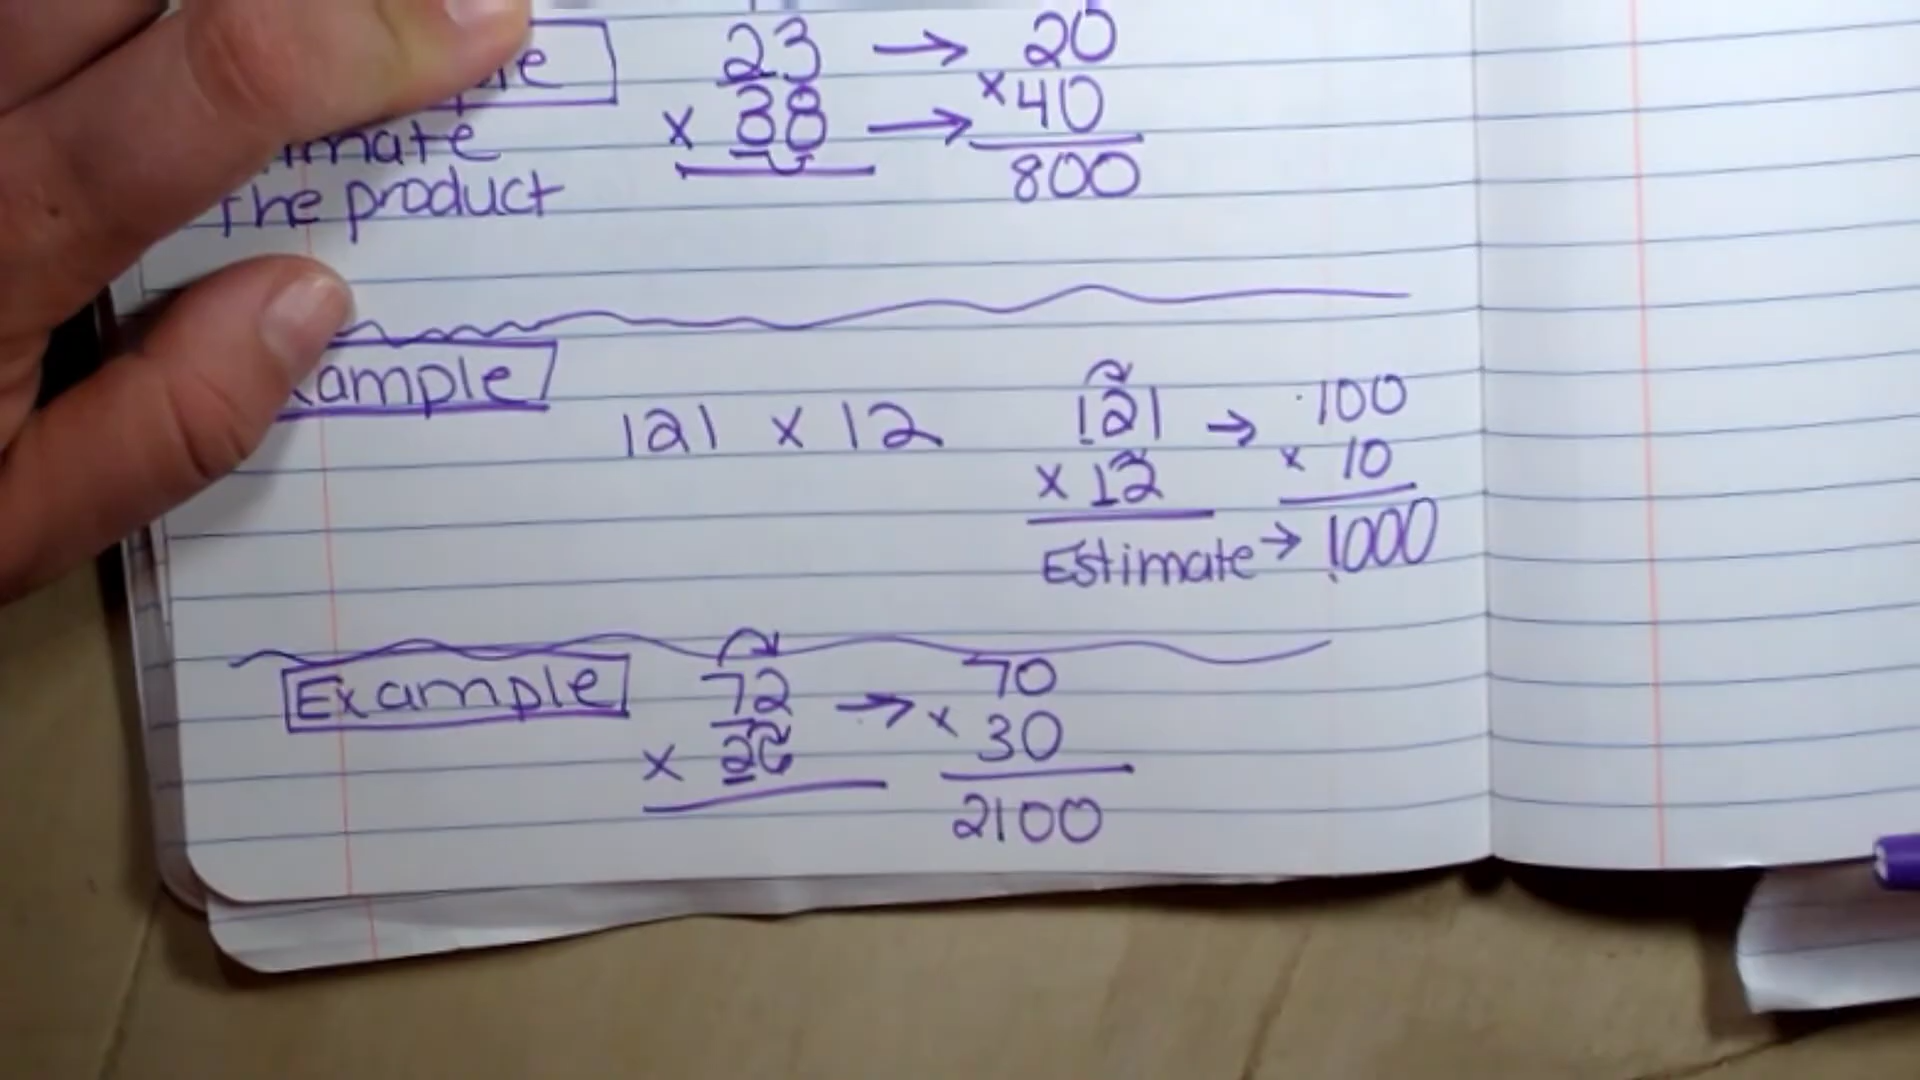 23 → 20
× 38 → × 40
800
the product
121 × 12
121 → 100
× 12 × 10
Estimate → 1000
Example
72 → 70
× 26 × 30
2100